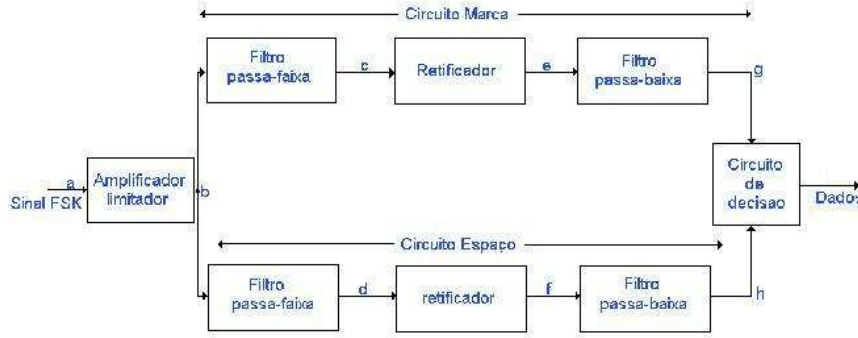 Circuito Marca
Filtro
passa-faixa
c
Retificador
e
Filtro
passa-baixa
g
a
Sinal FSK
Amplificador
limitador
b
Circuito
de
decisao
Dados
Circuito Espaço
Filtro
passa-faixa
d
retificador
f
Filtro
passa-baixa
h